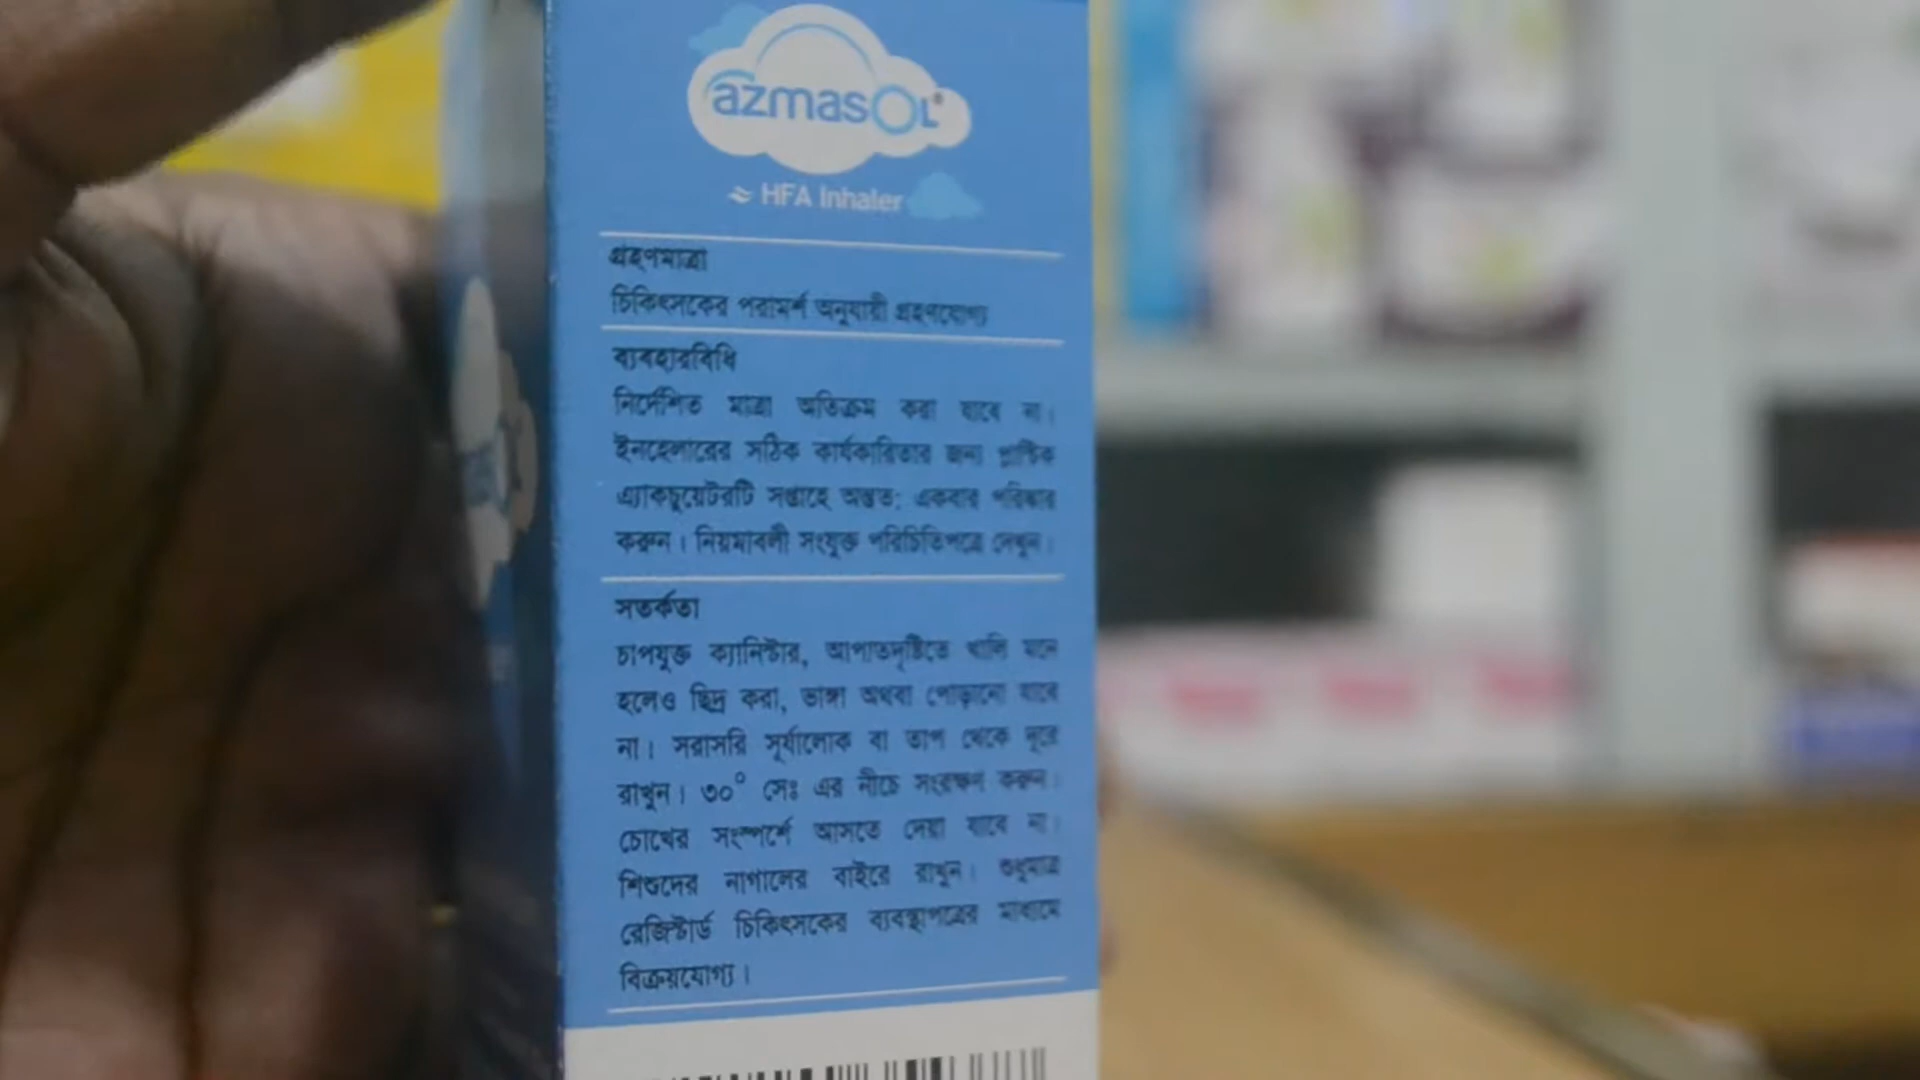 azmasOL®
HFA Inhaler
গ্রহণমাত্রা
চিকিৎসকের পরামর্শ অনুযায়ী গ্রহণযোগ্য
ব্যবহারবিধি
নির্দেশিত মাত্রা অতিক্রম করা যাবে না।
ইনহেলারের সঠিক কার্যকারিতার জন্য প্লাস্টিক
এ্যাকচুয়েটরটি সপ্তাহে অন্তত: একবার পরিষ্কার
করুন। নিয়মাবলী সংযুক্ত পরিচিতিপত্রে দেখুন।
সতর্কতা
চাপযুক্ত ক্যানিস্টার, আপাতদৃষ্টিতে খালি মনে
হলেও ছিদ্র করা, ভাঙ্গা অথবা পোড়ানো যাবে
না। সরাসরি সূর্যালোক বা তাপ থেকে দূরে
রাখুন। ৩০° সেঃ এর নীচে সংরক্ষণ করুন।
চোখের সংস্পর্শে আসতে দেয়া যাবে না।
শিশুদের নাগালের বাইরে রাখুন। শুধুমাত্র
রেজিস্টার্ড চিকিৎসকের ব্যবস্থাপত্রের মাধ্যমে
বিক্রয়যোগ্য।